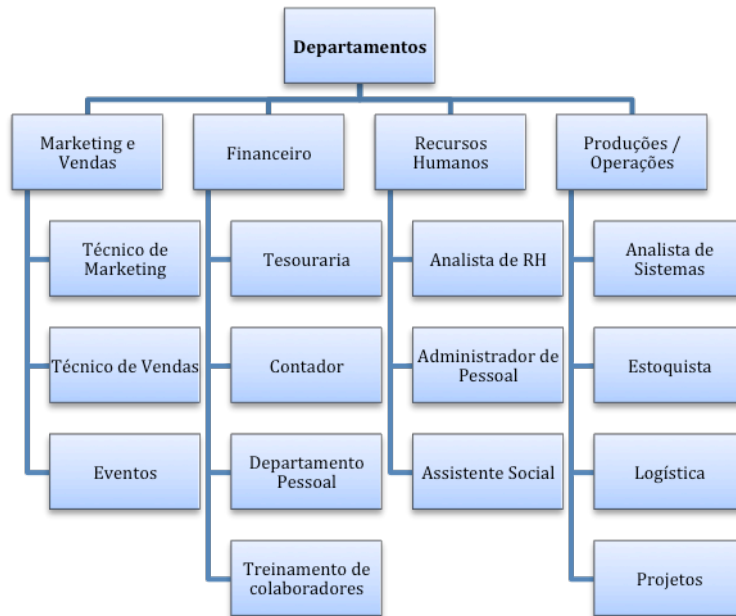 Departamentos
Marketing e
Vendas
Financeiro
Recursos
Humanos
Produções /
Operações
Técnico de
Marketing
Tesouraria
Analista de RH
Analista de
Sistemas
Técnico de Vendas
Contador
Administrador de
Pessoal
Estoquista
Eventos
Departamento
Pessoal
Assistente Social
Logística
Treinamento de
colaboradores
Projetos